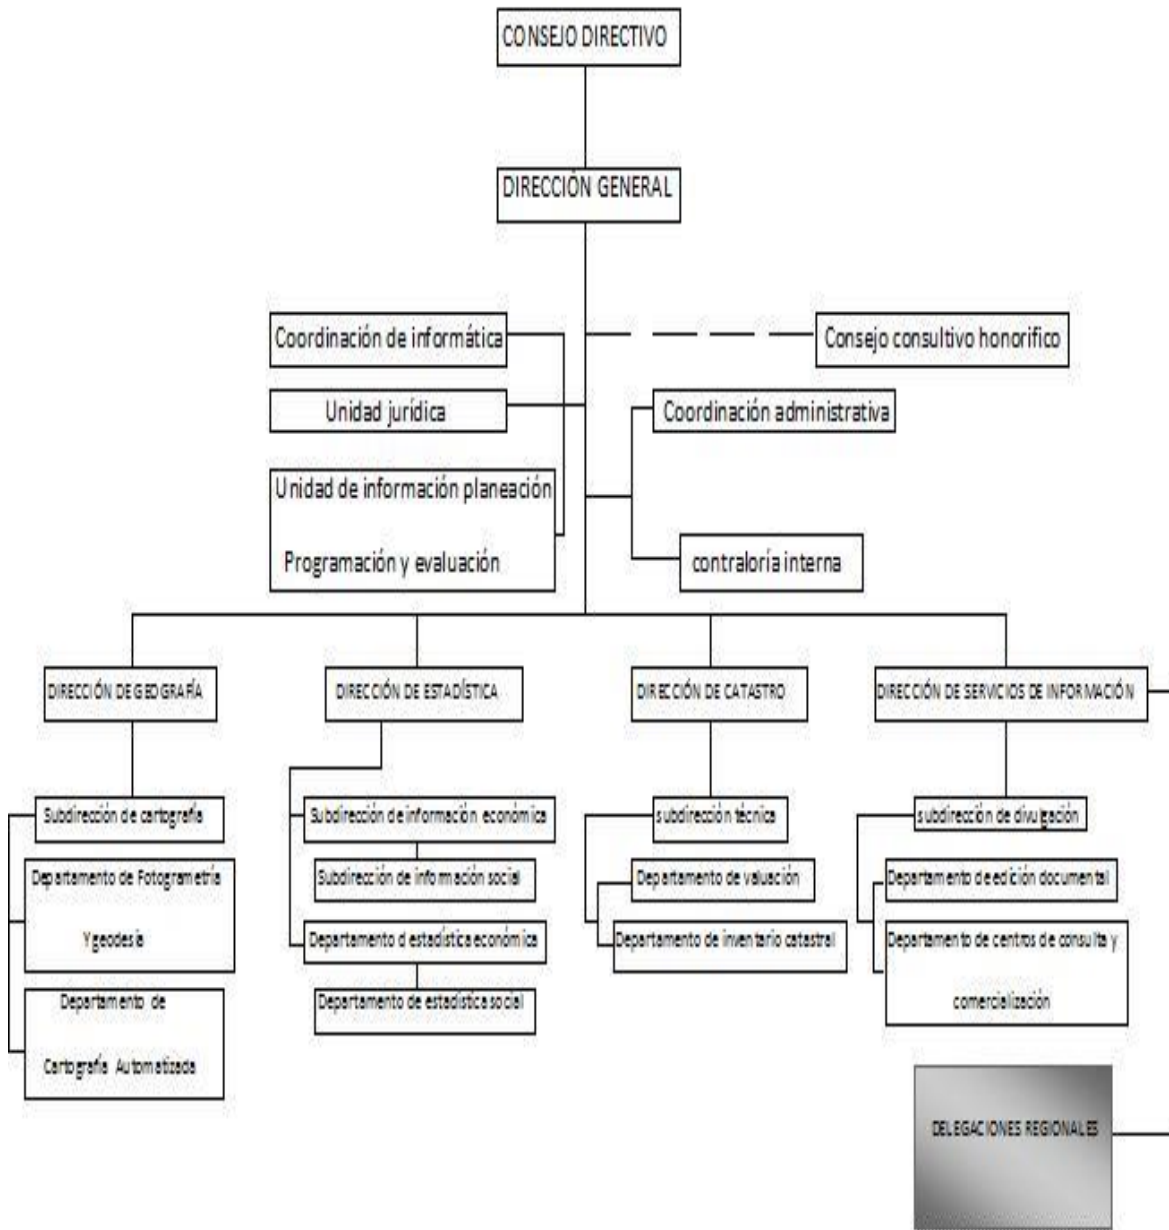 CONSEJO DIRECTIVO
DIRECCIÓN GENERAL
Coordinación de informática
Consejo consultivo honorifico
Unidad jurídica
Coordinación administrativa
Unidad de información planeación
Programación y evaluación
contraloría interna
DIRECCIÓN DE GEOGRAFÍA
DIRECCIÓN DE ESTADÍSTICA
DIRECCIÓN DE CATASTRO
DIRECCIÓN DE SERVICIOS DE INFORMACIÓN
Subdirección de cartografía
Departamento de Fotogrametría
Y geodesia
Departamento de
Cartografía Automatizada
Subdirección de información económica
Subdirección de información social
Departamento d estadística económica
Departamento de estadística social
subdirección técnica
Departamento de valuación
Departamento de inventario catastral
subdirección de divulgación
Departamento de edición documental
Departamento de centros de consulta y
comercialización
DELEGACIONES REGIONALES